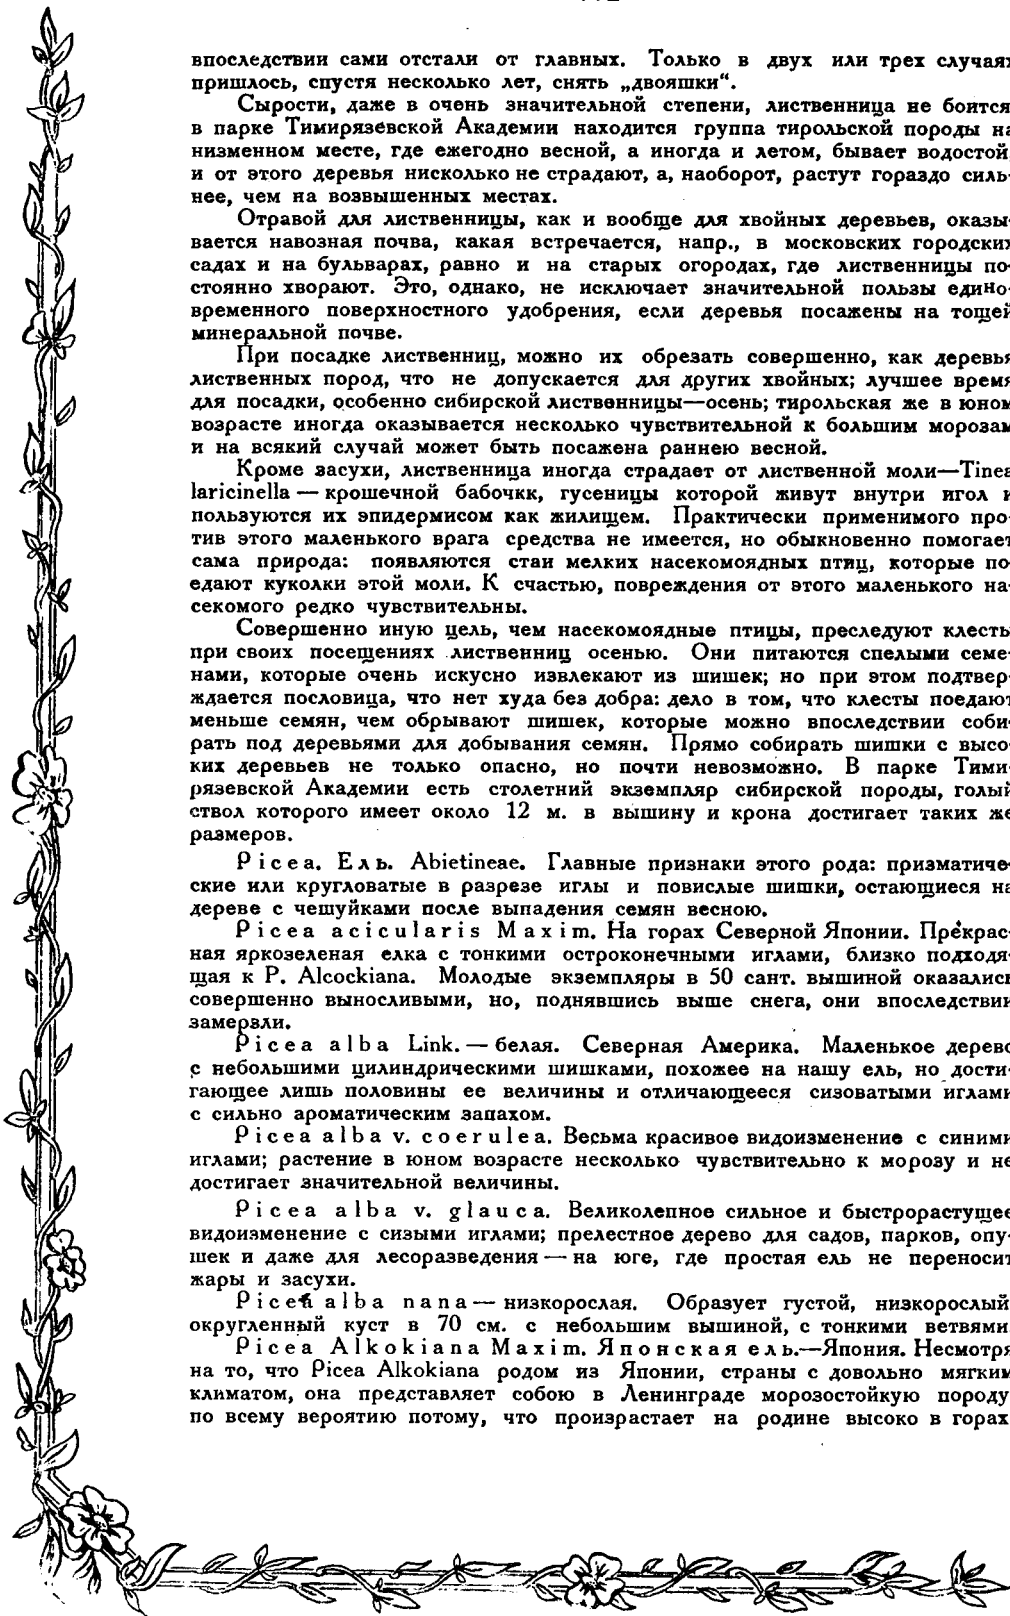 впоследствии сами отстали от главных. Только в двух или трех случаях
пришлось, спустя несколько лет, снять „двояшки“.
Сырости, даже в очень значительной степени, лиственница не боится
в парке Тимирязевской Академии находится группа тирольской породы на
низменном месте, где ежегодно весной, а иногда и летом, бывает водостой,
и от этого деревья нисколько не страдают, а, наоборот, растут гораздо силь-
нее, чем на возвышенных местах.
Отравой для лиственницы, как и вообще для хвойных деревьев, оказы-
вается навозная почва, какая встречается, напр., в московских городских
садах и на бульварах, равно и на старых огородах, где лиственницы по-
стоянно хворают. Это, однако, не исключает значительной пользы едино-
временного поверхностного удобрения, если деревья посажены на тощей
минеральной почве.
При посадке лиственниц, можно их обрезать совершенно, как деревья
лиственных пород, что не допускается для других хвойных; лучшее время
для посадки, особенно сибирской лиственницы—осень; тирольская же в юном
возрасте иногда оказывается несколько чувствительной к большим морозам
и на всякий случай может быть посажена раннею весной.
Кроме засухи, лиственница иногда страдает от лиственной моли—Tinea
laricinella — крошечной бабочкк, гусеницы которой живут внутри игол и
пользуются их эпидермисом как жилищем. Практически применимого про-
тив этого маленького врага средства не имеется, но обыкновенно помогает
сама природа: появляются стаи мелких насекомоядных птиц, которые по-
едают куколки этой моли. К счастью, повреждения от этого маленького на-
секомого редко чувствительны.
Совершенно иную цель, чем насекомоядные птицы, преследуют клесты
при своих посещениях лиственниц осенью. Они питаются спелыми семе-
нами, которые очень искусно извлекают из шишек; но при этом подтвер-
ждается пословица, что нет худа без добра: дело в том, что клесты поедают
меньше семян, чем обрывают шишек, которые можно впоследствии соби-
рать под деревьями для добывания семян. Прямо собирать шишки с высо-
ких деревьев не только опасно, но почти невозможно. В парке Тими-
рязевской Академии есть столетний экземпляр сибирской породы, голый
ствол которого имеет около 12 м. в вышину и крона достигает таких же
размеров.
Picea. Ель. Abietineae. Главные признаки этого рода: призматиче-
ские или кругловатые в разрезе иглы и повислые шишки, остающиеся на
дереве с чешуйками после выпадения семян весною.
Picea acicularis Maxim. На горах Северной Японии. Прекрас-
ная яркозеленая елка с тонкими остроконечными иглами, близко подходя-
щая к P. Alcockiana. Молодые экземпляры в 50 сант. вышиной оказались
совершенно выносливыми, но, поднявшись выше снега, они впоследствии
замерзли.
Picea alba Link. — белая. Северная Америка. Маленькое дерево
с небольшими цилиндрическими шишками, похожее на нашу ель, но дости-
гающее лишь половины ее величины и отличающееся сизоватыми иглами
с сильно ароматическим запахом.
Picea alba v. coerulea. Весьма красивое видоизменение с синими
иглами; растение в юном возрасте несколько чувствительно к морозу и не
достигает значительной величины.
Picea alba v. glauca. Великолепное сильное и быстрорастущее
видоизменение с сизыми иглами; прелестное дерево для садов, парков, опу-
шек и даже для лесоразведения — на юге, где простая ель не переносит
жары и засухи.
Picea alba nana — низкорослая. Образует густой, низкорослый
округленный куст в 70 см. с небольшим вышиной, с тонкими ветвями.
Picea Alkokiana Maxim. Японская ель.—Япония. Несмотря
на то, что Picea Alkokiana родом из Японии, страны с довольно мягким
климатом, она представляет собою в Ленинграде морозостойкую породу
по всему вероятию потому, что произрастает на родине высоко в горах